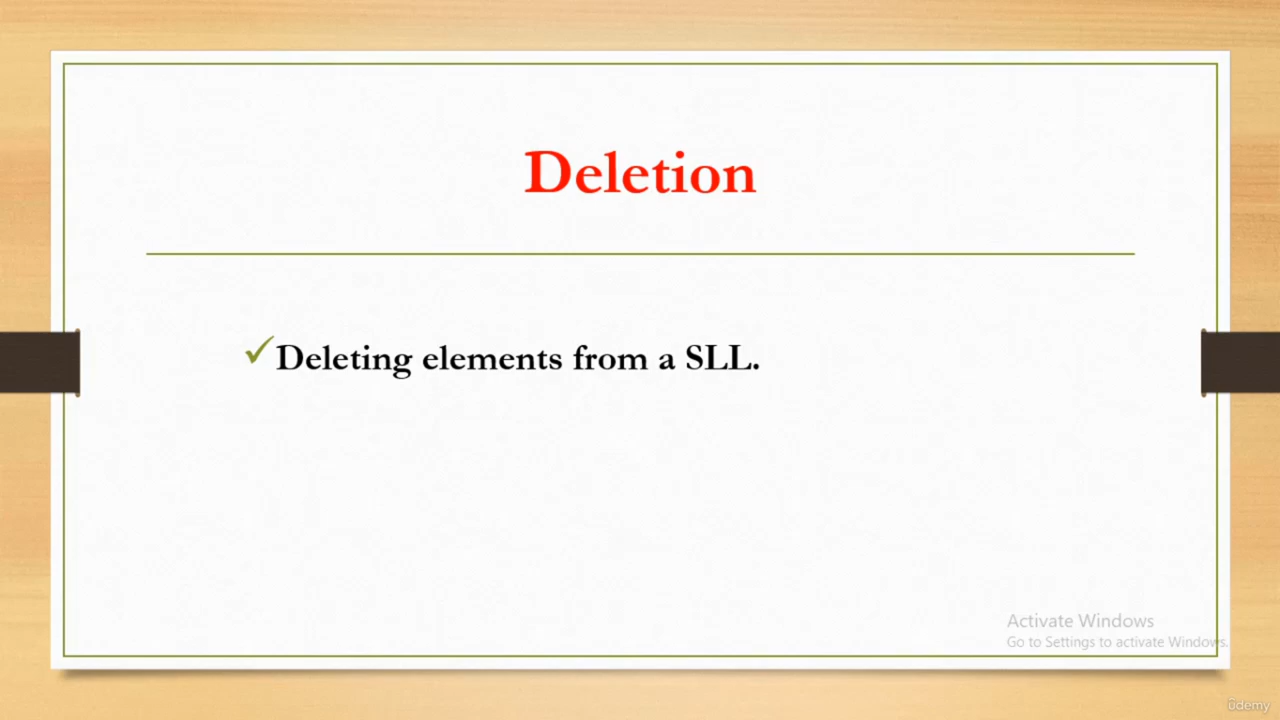 Deletion
✓Deleting elements from a SLL.
Activate Windows
Go to Settings to activate Windows.
ûdemy